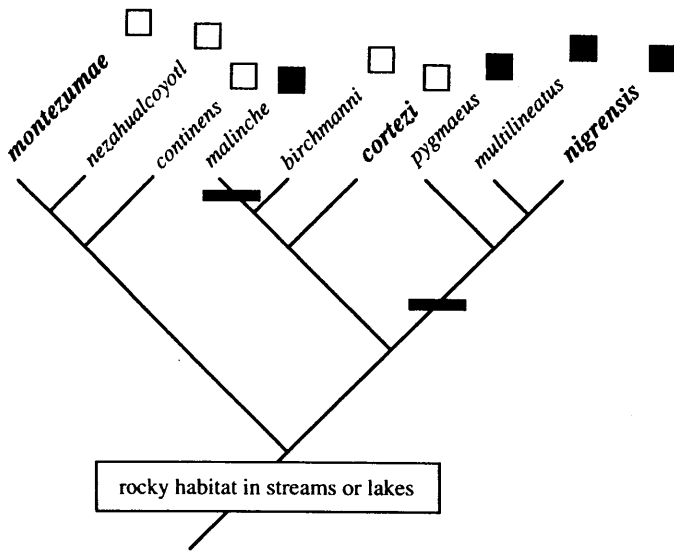 montezumae
nezahualcoyotl
continens
malinche
birchmanni
cortezi
pygmaeus
multilineatus
nigrensis
rocky habitat in streams or lakes